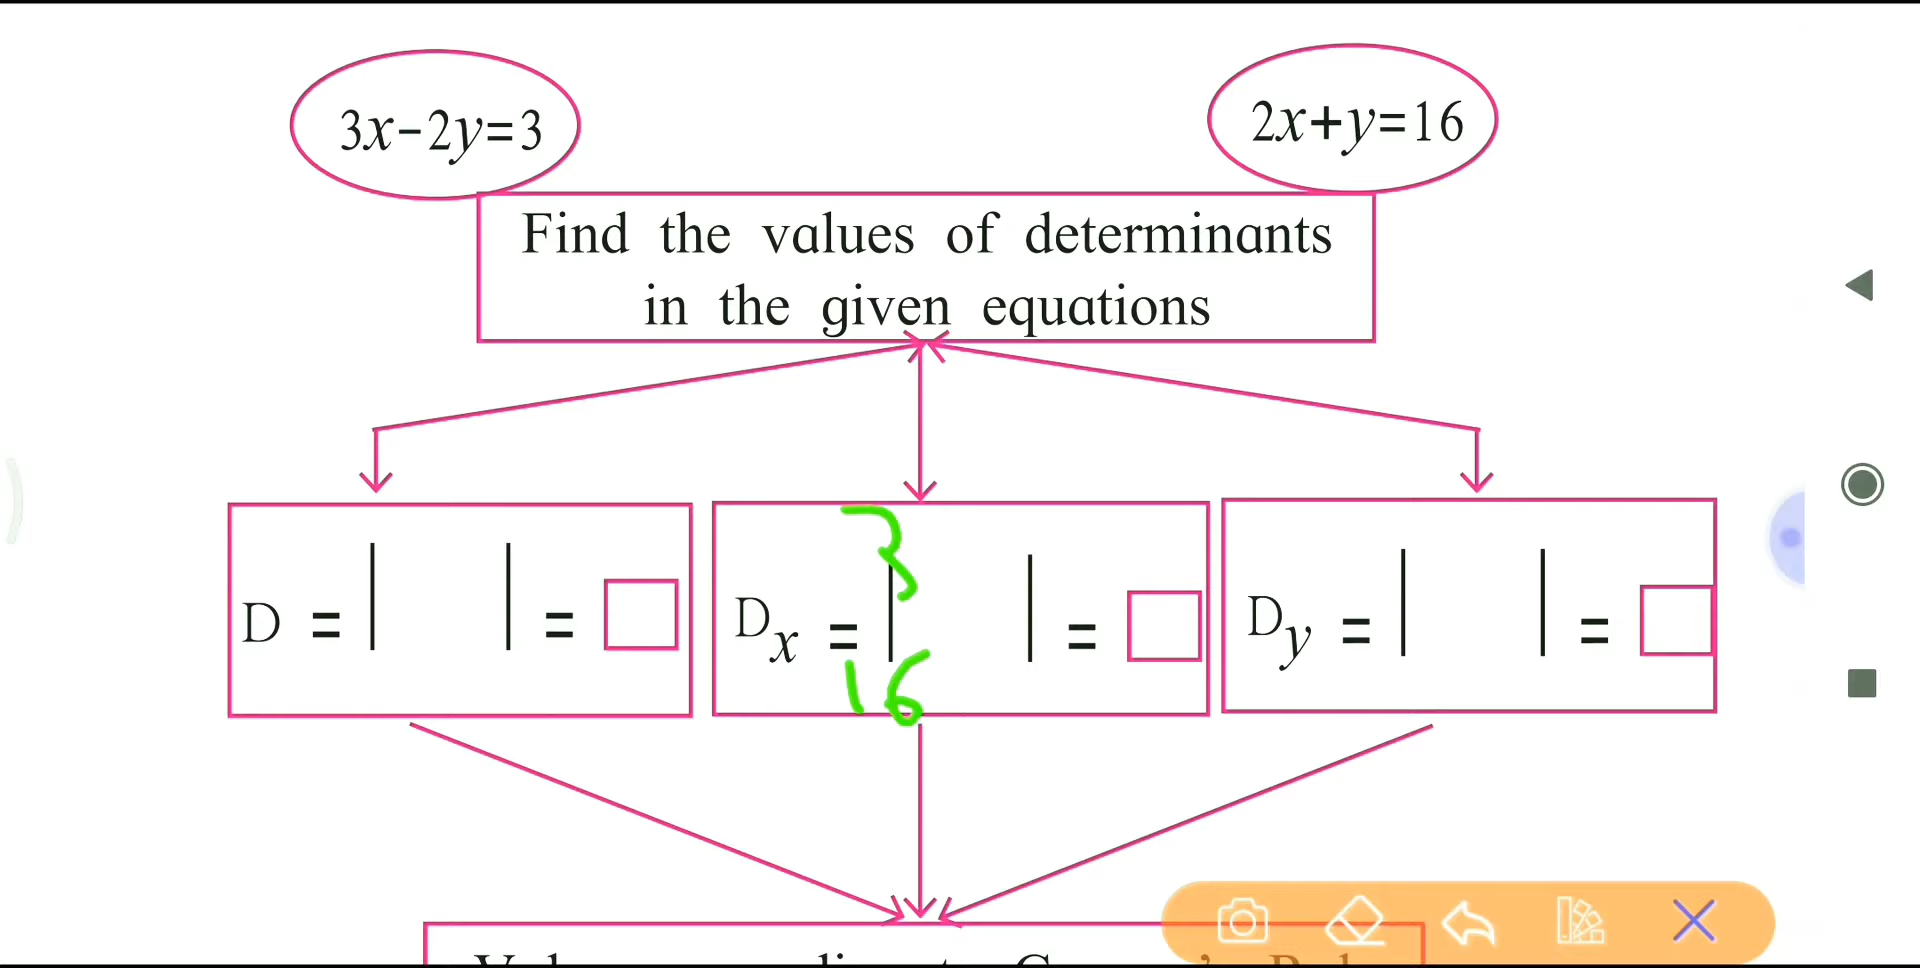 3x-2y=3
2x+y=16
Find the values of determinants
in the given equations
D = | | =
Dx = | | =
3
16
Dy = | | =